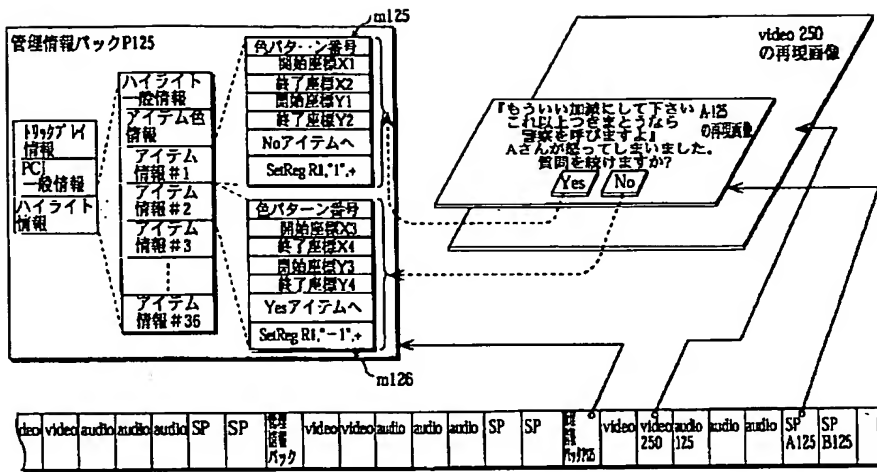 m125
管理情報パックP125
トリックプレイ
情報
PCI
一般情報
ハイライト
情報
ハイライト
一般情報
アイテム色
情報
アイテム
情報#1
アイテム
情報#2
アイテム
情報#3
アイテム
情報#36
色パターン番号
開始座標X1
終了座標X2
開始座標Y1
終了座標Y2
Noアイテムへ
SetReg R1,"1",+
色パターン番号
開始座標X3
終了座標X4
開始座標Y3
終了座標Y4
Yesアイテムへ
SetReg R1,"-1",+
m126
video 250
の再現画像
『もういい加減にして下さい
これ以上つきまとうなら
警察を呼びますよ』
Aさんが怒ってしまいました。
質問を続けますか?
Yes No
A-125
の再現画像
deo video audio audio audio SP SP 管理情報パック video video audio audio audio SP SP video video 250 audio 125 audio audio SP A125 SP B125